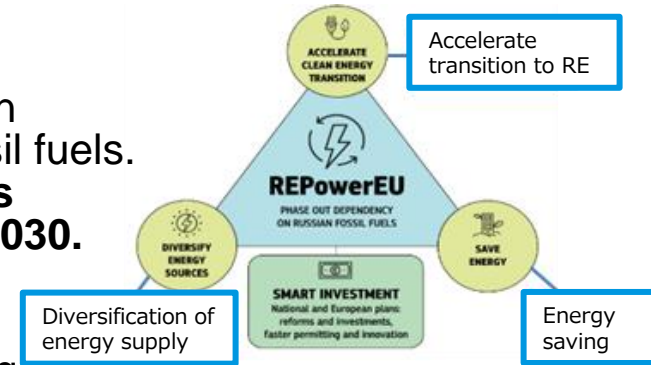 il fuels.
030.
ACCELERATE
CLEAN ENERGY
TRANSITION
Accelerate
transition to RE
REPowerEU
PHASE OUT DEPENDENCY
ON RUSSIAN FOSSIL FUELS
DIVERSIFY
ENERGY
SOURCES
SAVE
ENERGY
SMART INVESTMENT
National and European plans:
reforms and investments,
faster permitting and innovation
Diversification of
energy supply
Energy
saving